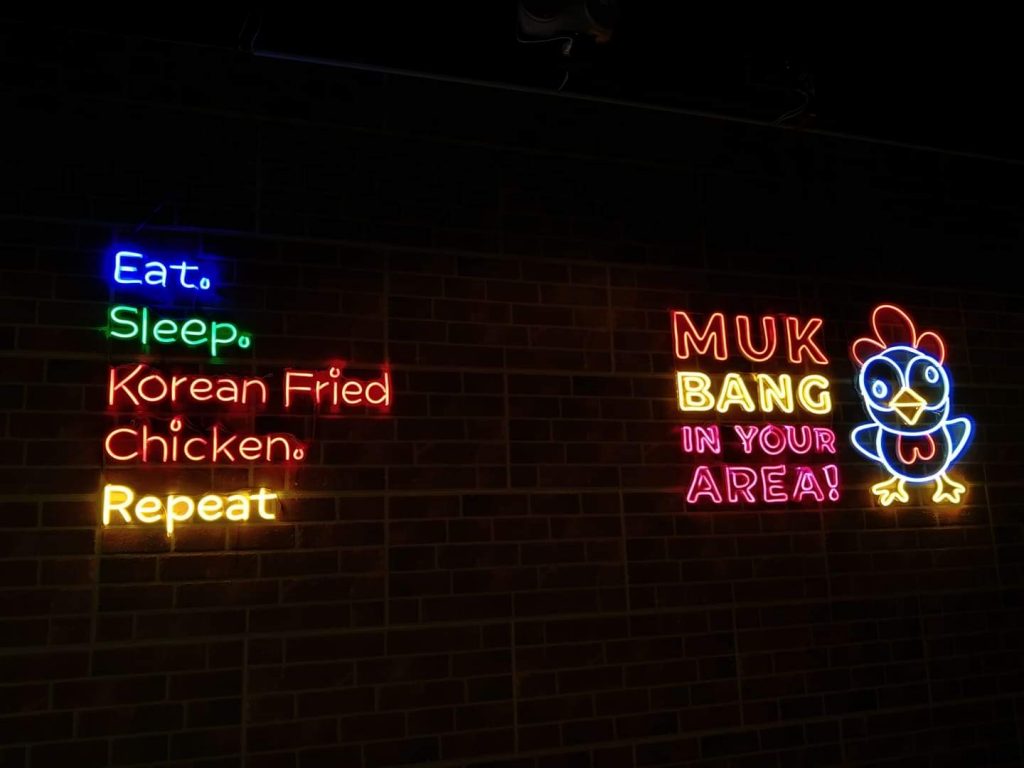 Eat.
Sleep.
Korean Fried
Chicken.
Repeat
MUK
BANG
IN YOUR
AREA!